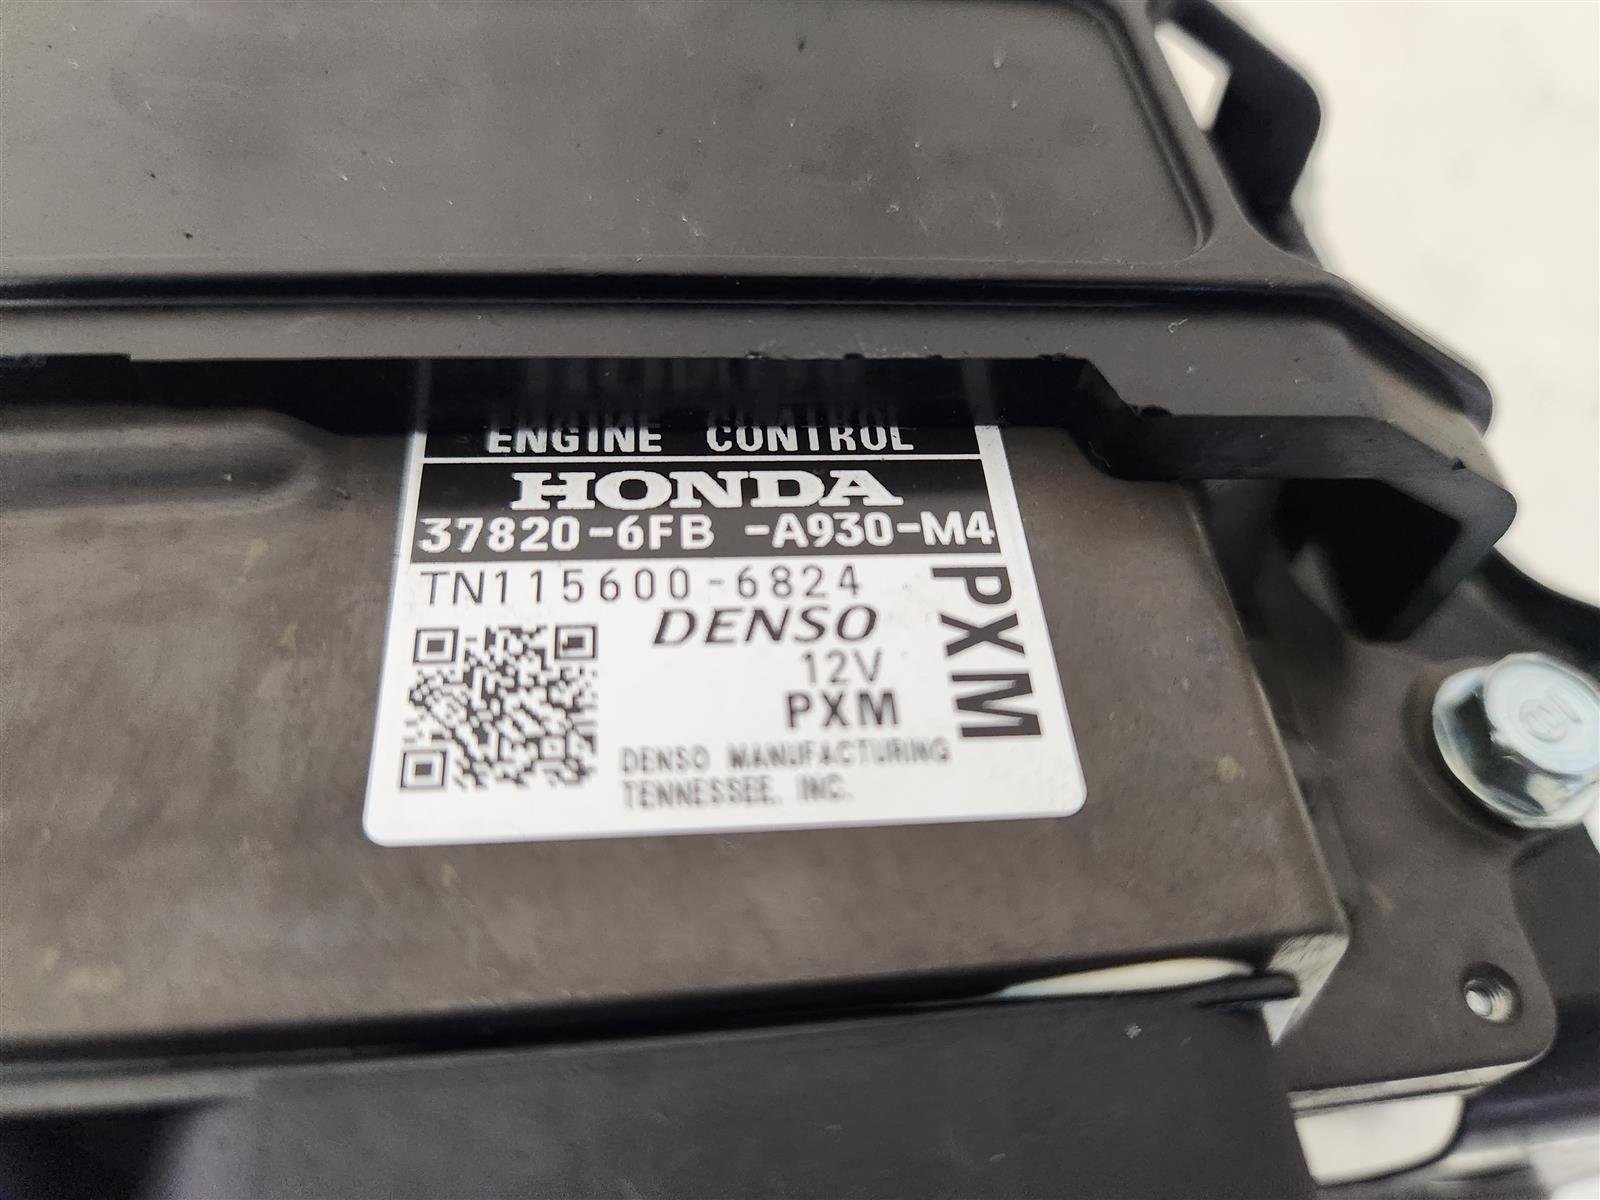 ENGINE CONTROL
HONDA
37820-6FB -A930-M4
TN115600-6824
DENSO
12V
PXM
PXM
DENSO MANUFACTURING
TENNESSEE, INC.